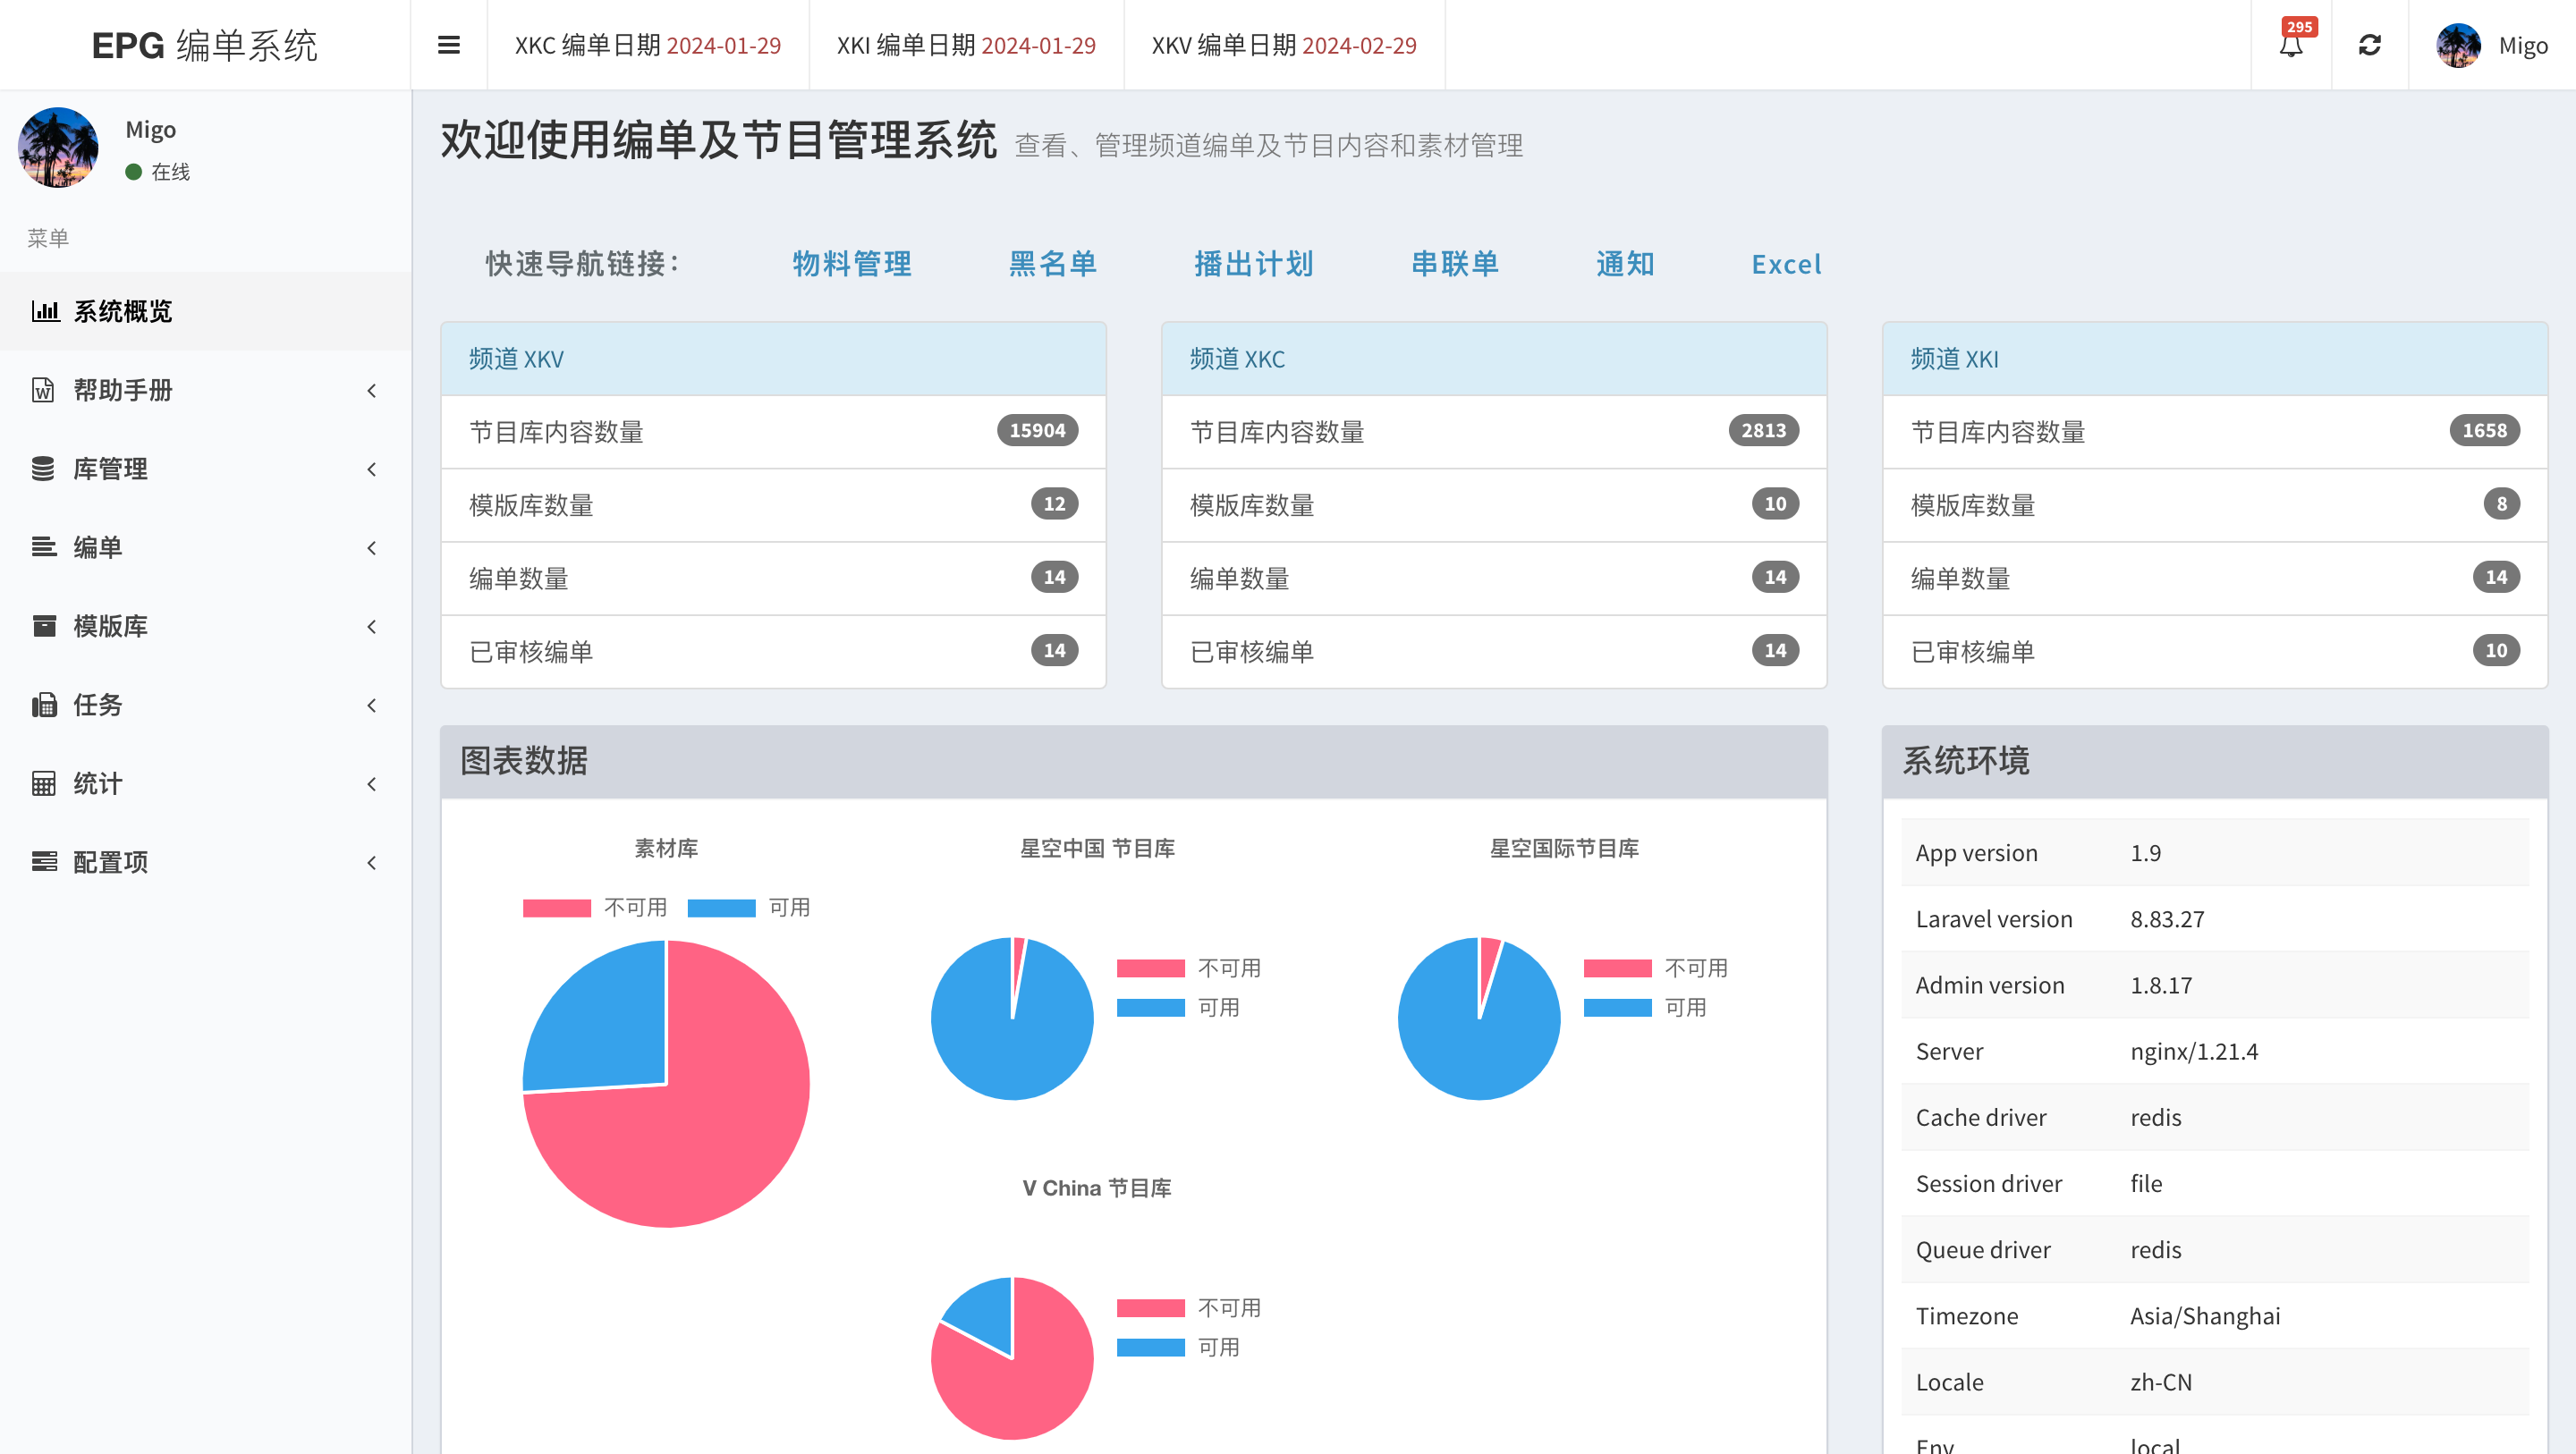 EPG 编单系统
XKC 编单日期 2024-01-29
XKI 编单日期 2024-01-29
XKV 编单日期 2024-02-29
295
Migo
Migo
在线
菜单
系统概览
帮助手册
库管理
编单
模版库
任务
统计
配置项
欢迎使用编单及节目管理系统 查看、管理频道编单及节目内容和素材管理
快速导航链接: 物料管理 黑名单 播出计划 串联单 通知 Excel
频道 XKV
节目库内容数量 15904
模版库数量 12
编单数量 14
已审核编单 14
频道 XKC
节目库内容数量 2813
模版库数量 10
编单数量 14
已审核编单 14
频道 XKI
节目库内容数量 1658
模版库数量 8
编单数量 14
已审核编单 10
图表数据
素材库
不可用 可用
星空中国 节目库
不可用
可用
星空国际节目库
不可用
可用
V China 节目库
不可用
可用
系统环境
App version 1.9
Laravel version 8.83.27
Admin version 1.8.17
Server nginx/1.21.4
Cache driver redis
Session driver file
Queue driver redis
Timezone Asia/Shanghai
Locale zh-CN
Env local